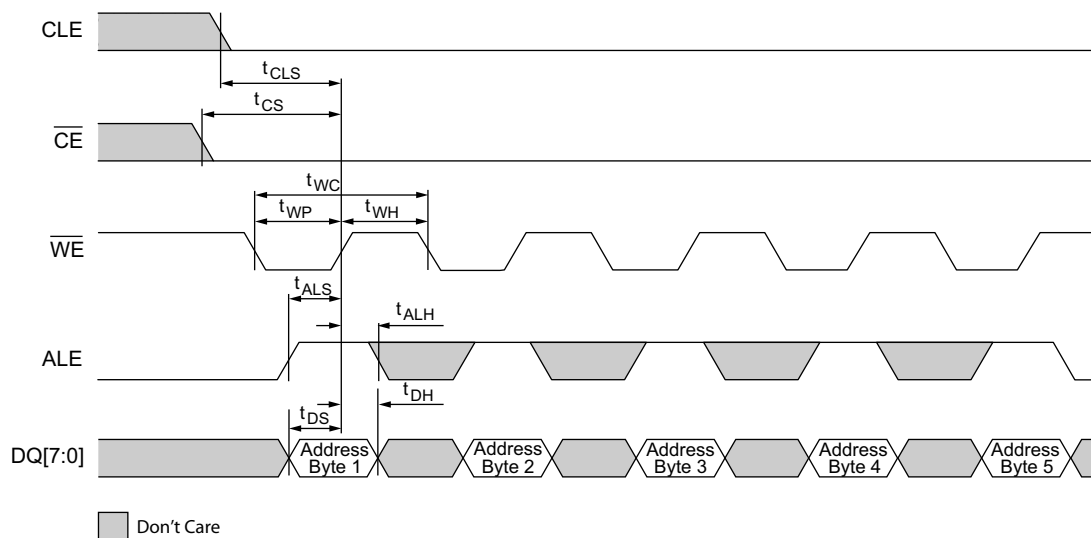 CLE
tCLS
tCS
CE
tWC
tWP
tWH
WE
tALS
tALH
ALE
tDH
tDS
DQ[7:0]
Address Byte 1
Address Byte 2
Address Byte 3
Address Byte 4
Address Byte 5
Don't Care